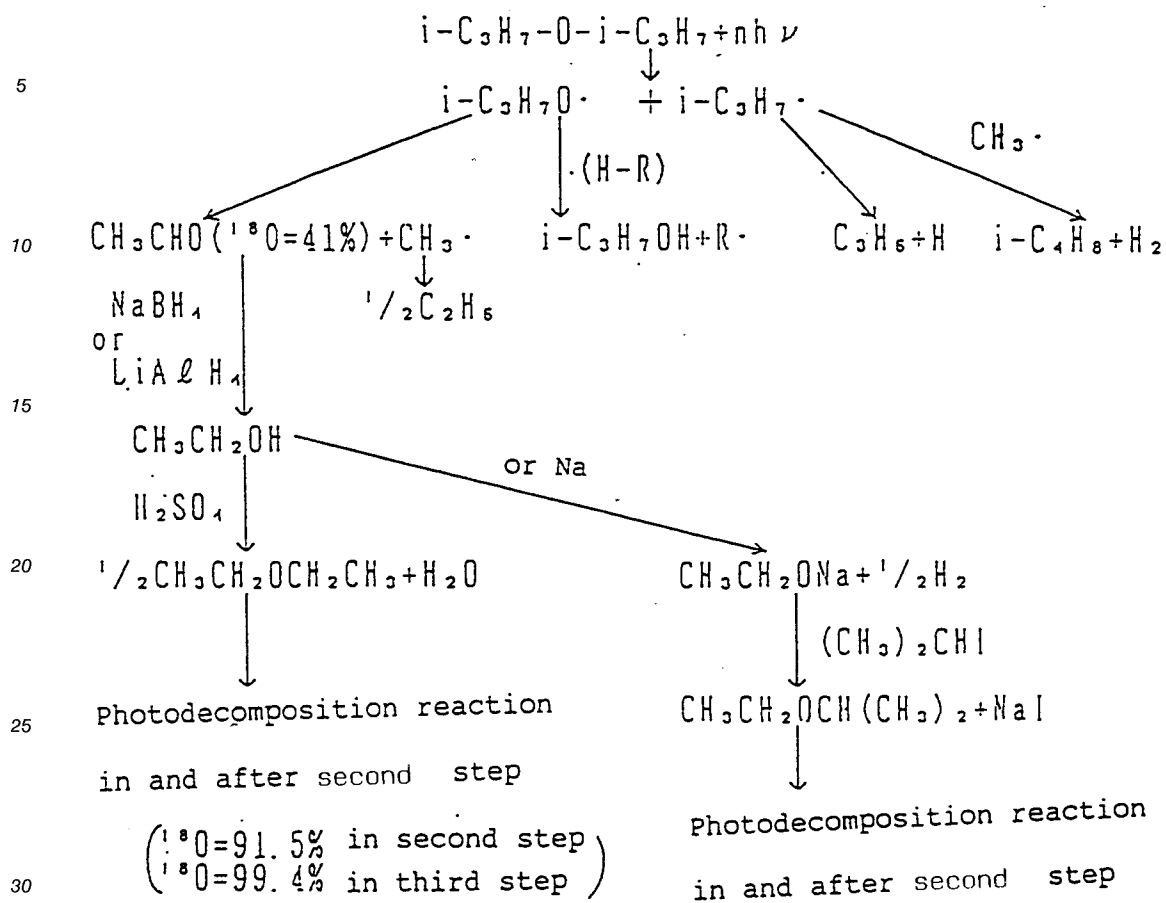 i-C₃H₇-O-i-C₃H₇+nhν
5
i-C₃H₇O· + i-C₃H₇·
CH₃·
·(H-R)
10
CH₃CHO(¹⁸O=41%)+CH₃· i-C₃H₇OH+R· C₃H₆+H i-C₄H₈+H₂
NaBH₄ ¹/₂C₂H₆
or
LiAℓH₄
15
CH₃CH₂OH
or Na
H₂SO₄
20
¹/₂CH₃CH₂OCH₂CH₃+H₂O CH₃CH₂ONa+¹/₂H₂
(CH₃)₂CHI
25
Photodecomposition reaction
in and after second step
(¹⁸O=91.5% in second step
¹⁸O=99.4% in third step)
CH₃CH₂OCH(CH₃)₂+NaI
Photodecomposition reaction
30
in and after second step